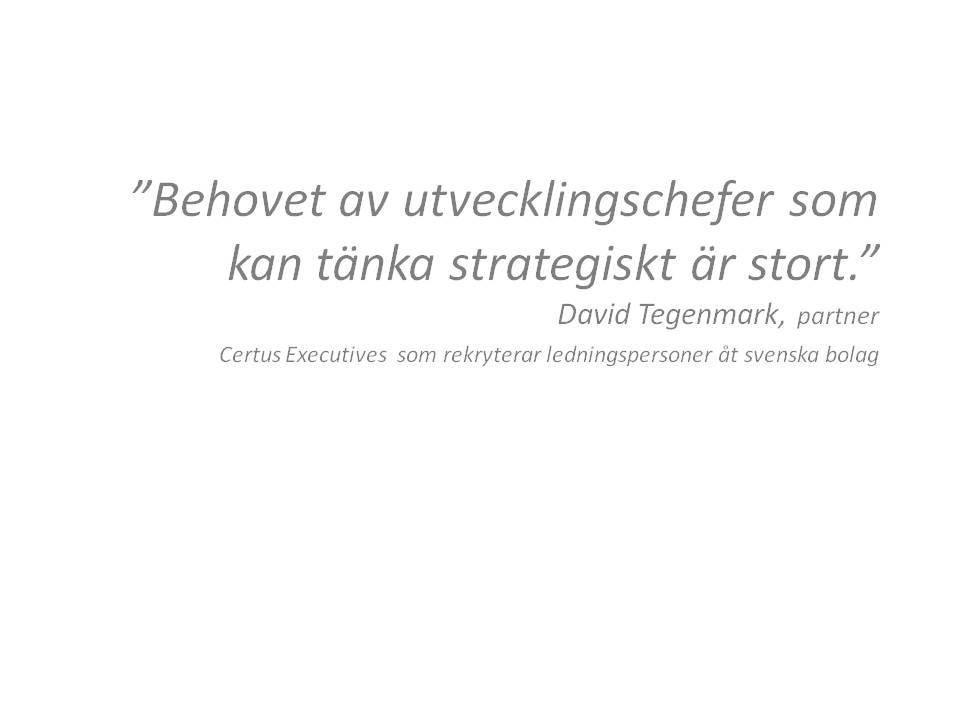 ”Behovet av utvecklingschefer som
kan tänka strategiskt är stort.”
David Tegenmark, partner
Certus Executives som rekryterar ledningspersoner åt svenska bolag